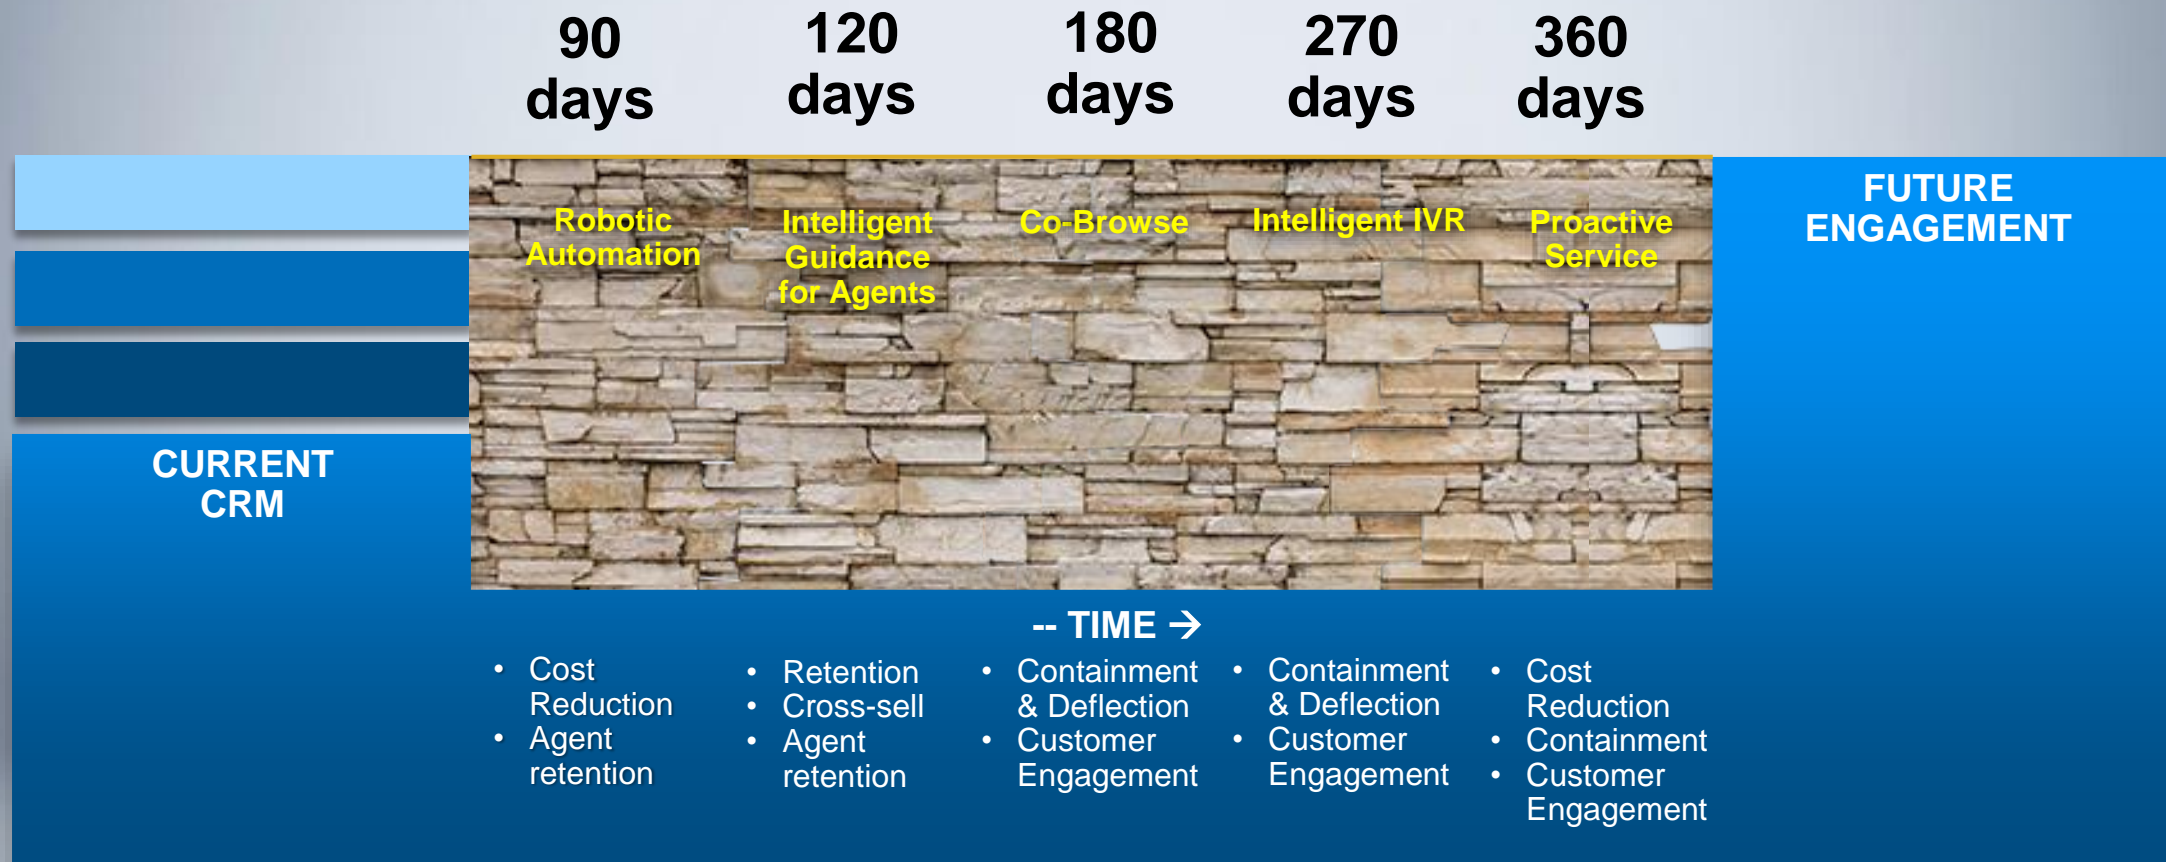 90
days
120
days
180
days
270
days
360
days
Robotic
Automation
Intelligent
Guidance
for Agents
Co-Browse
Intelligent IVR
Proactive
Service
FUTURE
ENGAGEMENT
CURRENT
CRM
-- TIME →
• Cost
Reduction
• Agent
retention
• Retention
• Cross-sell
• Agent
retention
• Containment
& Deflection
• Customer
Engagement
• Containment
& Deflection
• Customer
Engagement
• Cost
Reduction
• Containment
• Customer
Engagement